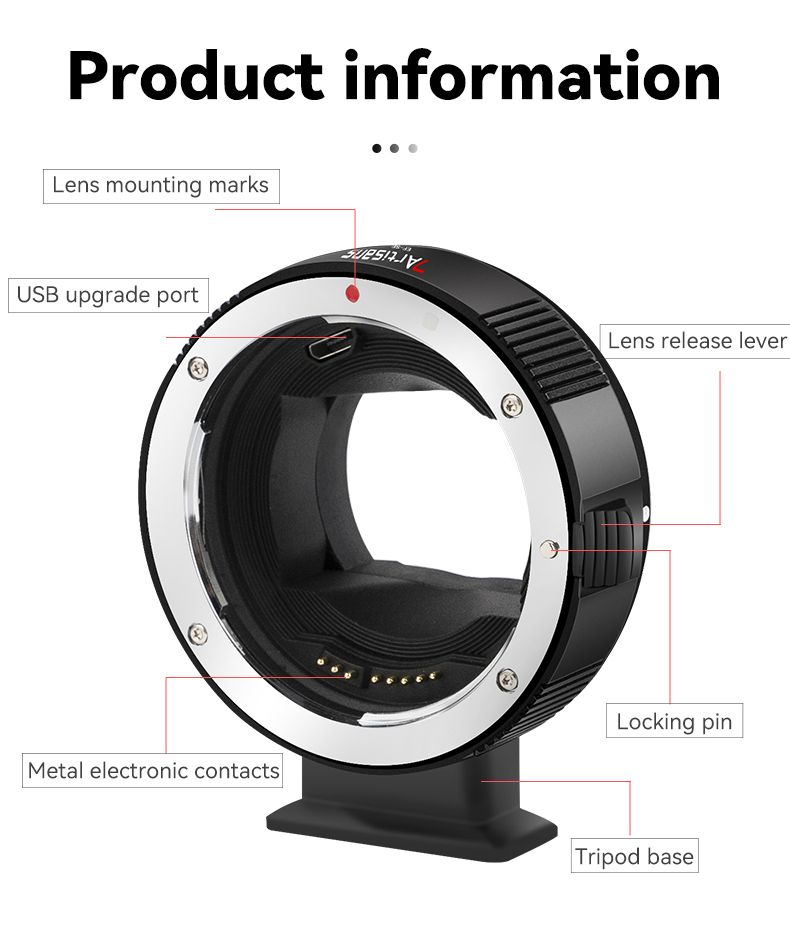 Product information
Lens mounting marks
7Artisans
USB upgrade port
Lens release lever
Locking pin
Metal electronic contacts
Tripod base